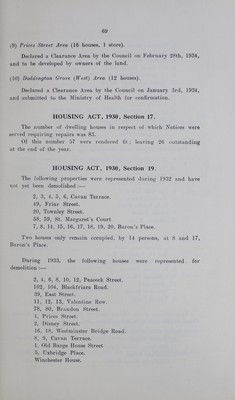 69
(9) Price's Street Area (16 houses, 1 store).
Declared a Clearance Area by the Council on February 28th, 1934,
and to be developed by owners of the land.
(10) Doddington Grove (West) Area (12 houses).
Declared a Clearance Area by the Council on January 3rd, 1934,
and submitted to the Ministry of Health for confirmation.
HOUSING ACT, 1930, Section 17.
The number of dwelling houses in respect of which Notices were
served requiring repairs was 83.
Of this number 57 were rendered fit; leaving 26 outstanding
at the end of the year.
HOUSING ACT, 1930, Section 19.
The following properties were represented during 1932 and have
not yet been demolished :—
2, 3, 4, 5, 6, Cavan Terrace.
49, Friar Street.
20, Townley Street.
58, 59, St. Margaret's Court.
7, 8, 14, 15, 16, 17, 18, 19, 20, Baron's Place.
Two houses only remain occupied, by 14 persons, at 8 and 17,
Baron's Place.
During 1933, the following houses were represented for
demolition :—
2, 4, 6, 8, 10, 12, Peacock Street.
102, 104, Blackfriars Road.
39, East Street.
11, 12, 13, Valentine Row.
79, 80, Brandon Street.
1, Princes Street.
2, Disney Street.
16, 18, Westminster Bridge Road.
8, 9, Cavan Terrace.
1, Old Barge House Street.
5, Uxbridge Place.
Winchester House.